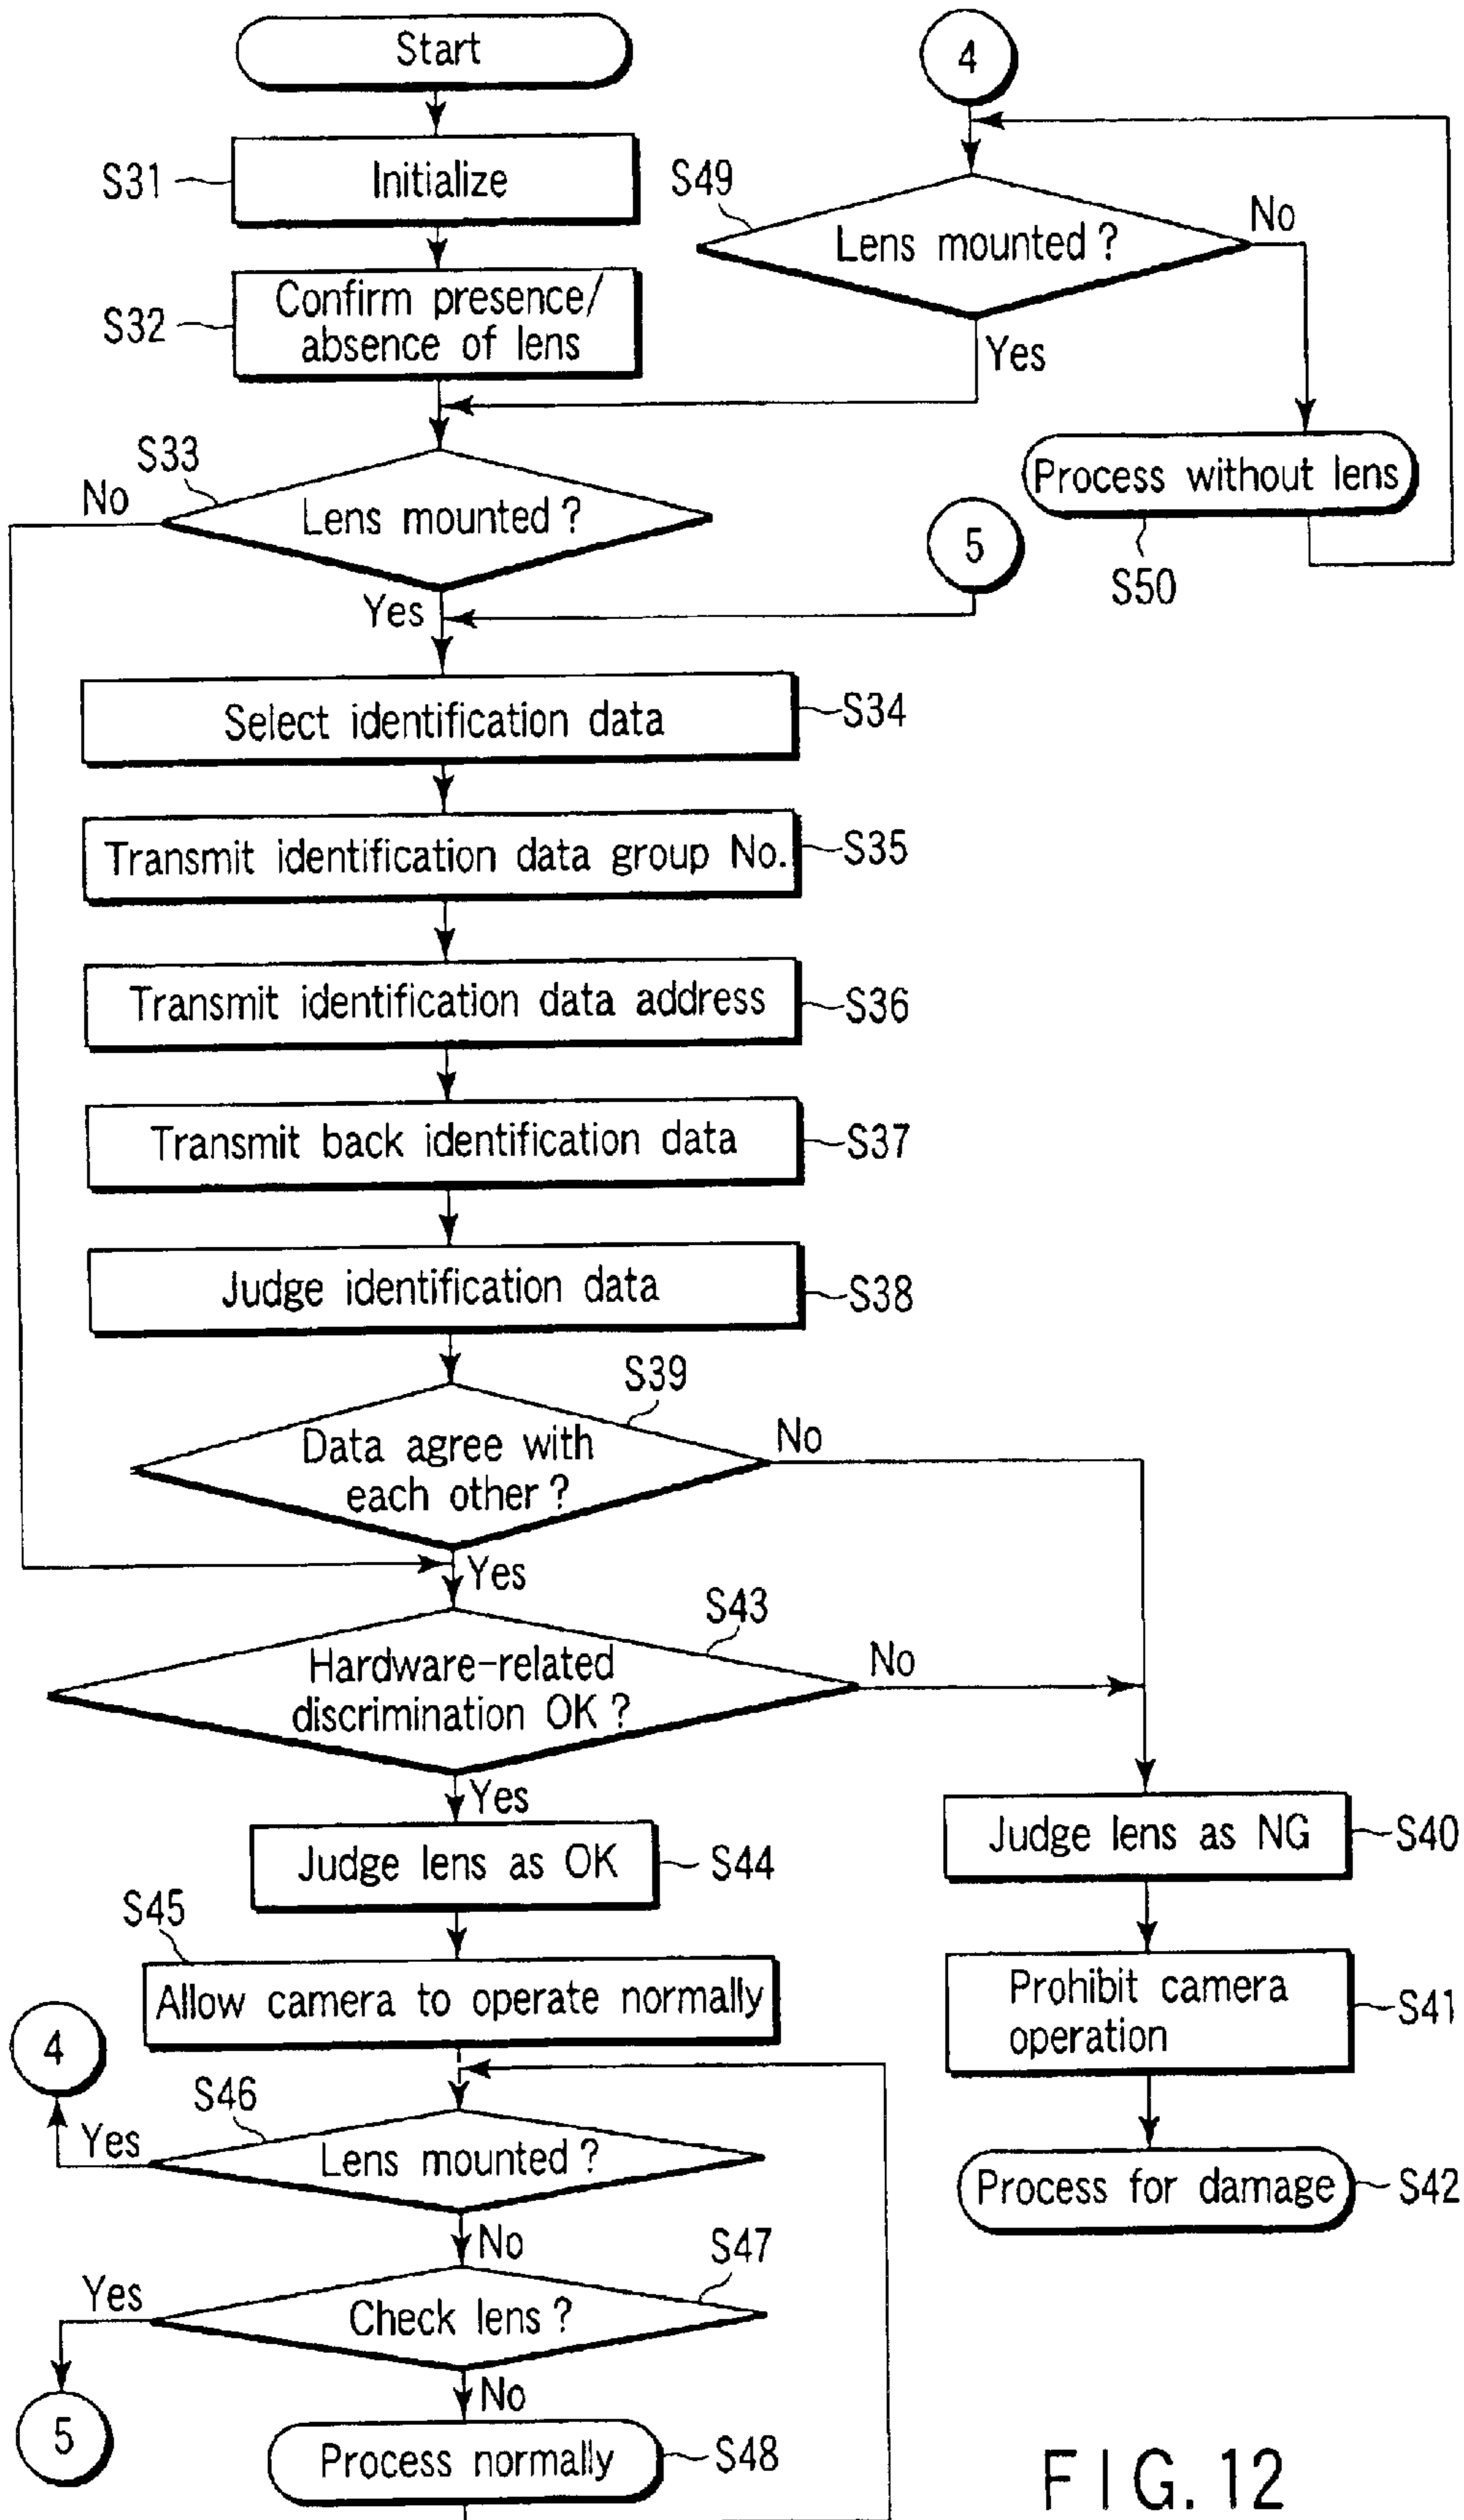 Start
4
S31
Initialize
S49
Lens mounted ?
No
S32
Confirm presence/
absence of lens
Yes
S33
No
Lens mounted ?
Process without lens
S50
5
Yes
Select identification data
S34
Transmit identification data group No.
S35
Transmit identification data address
S36
Transmit back identification data
S37
Judge identification data
S38
S39
Data agree with
each other ?
No
Yes
S43
Hardware-related
discrimination OK ?
No
Yes
Judge lens as OK
S44
Judge lens as NG
S40
S45
Allow camera to operate normally
Prohibit camera
operation
S41
4
S46
Yes
Lens mounted ?
Process for damage
S42
No
S47
Yes
Check lens ?
No
5
Process normally
S48
FIG. 12